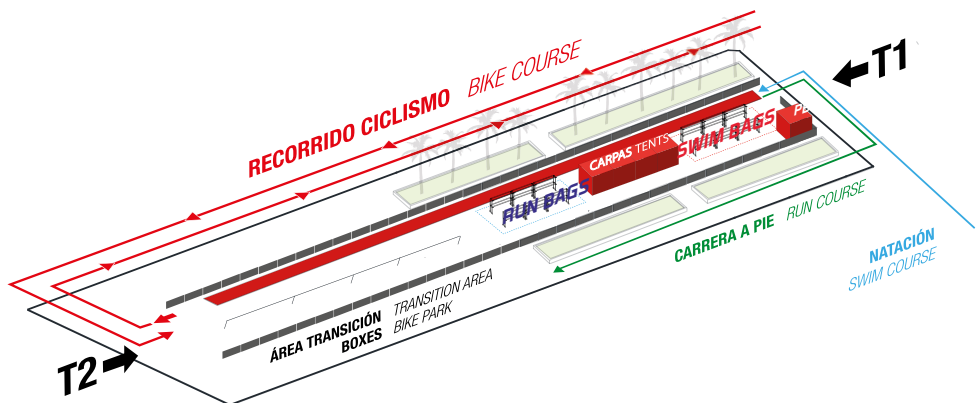 RECORRIDO CICLISMO BIKE COURSE
T1
SWIM BAGS
CARPAS TENTS
RUN BAGS
CARRERA A PIE RUN COURSE
NATACIÓN
SWIM COURSE
ÁREA TRANSICIÓN TRANSITION AREA
BOXES BIKE PARK
T2